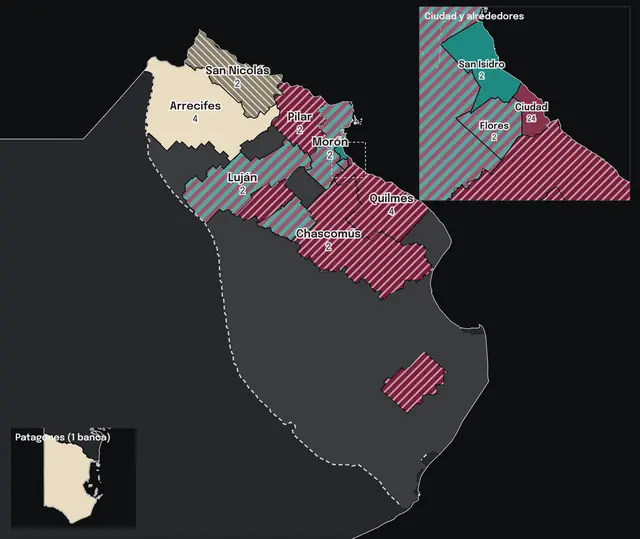 Ciudad y alrededores
San Isidro
2
Ciudad
24
Flores
2
San Nicolás
2
Arrecifes
4
Pilar
2
Morón
2
Luján
2
Quilmes
4
Chascomús
2
Patagones (1 banca)